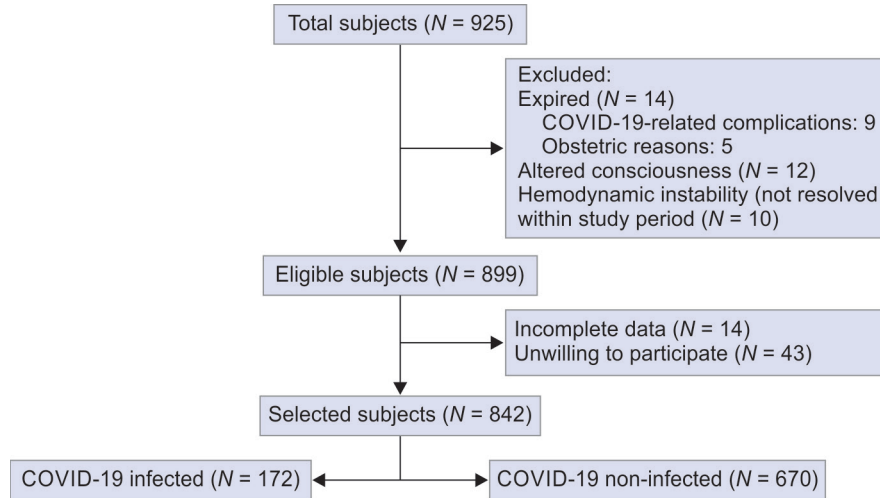 Total subjects (N = 925)
Excluded:
Expired (N = 14)
COVID-19-related complications: 9
Obstetric reasons: 5
Altered consciousness (N = 12)
Hemodynamic instability (not resolved
within study period (N = 10)
Eligible subjects (N = 899)
Incomplete data (N = 14)
Unwilling to participate (N = 43)
Selected subjects (N = 842)
COVID-19 infected (N = 172)
COVID-19 non-infected (N = 670)